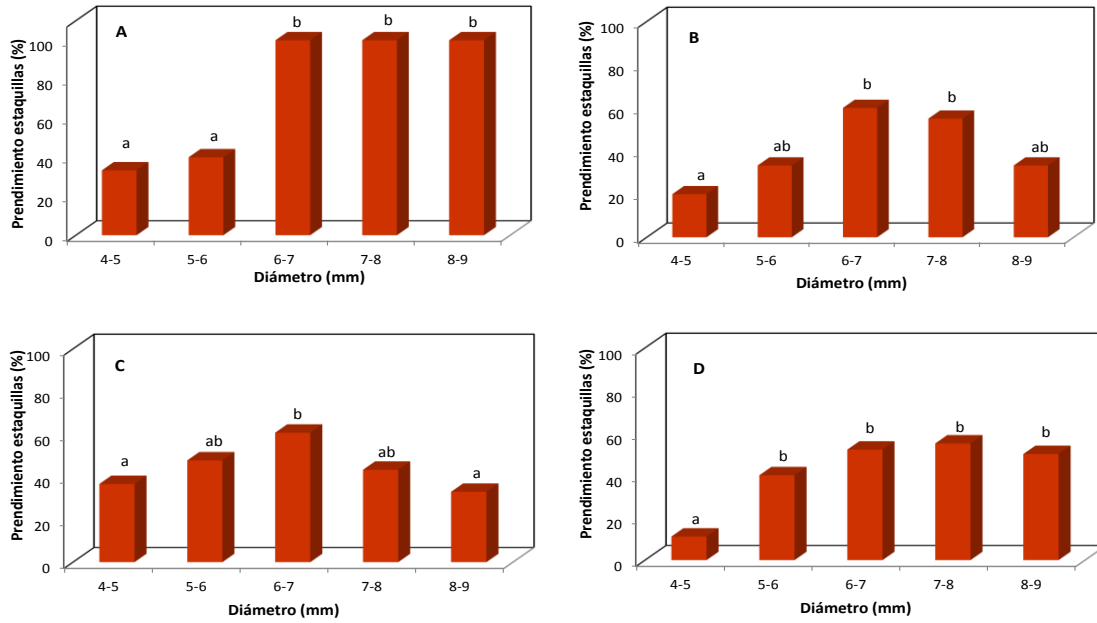 A
Prendimiento estaquillas (%)
100
80
60
40
20
0
a
a
b
b
b
4-5
5-6
6-7
7-8
8-9
Diámetro (mm)
B
Prendimiento estaquillas (%)
100
80
60
40
20
0
a
ab
b
b
ab
4-5
5-6
6-7
7-8
8-9
Diámetro (mm)
C
Prendimiento estaquillas (%)
100
80
60
40
20
0
a
ab
b
ab
a
4-5
5-6
6-7
7-8
8-9
Diámetro (mm)
D
Prendimiento estaquillas (%)
100
80
60
40
20
0
a
b
b
b
b
4-5
5-6
6-7
7-8
8-9
Diámetro (mm)